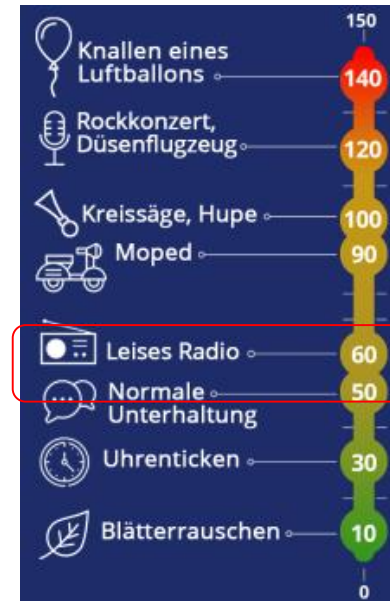 150
Knallen eines
Luftballons
140
Rockkonzert,
Düsenflugzeug
120
Kreissäge, Hupe
100
Moped
90
Leises Radio
60
Normale
50
Unterhaltung
Uhrenticken
30
Blätterrauschen
10
0